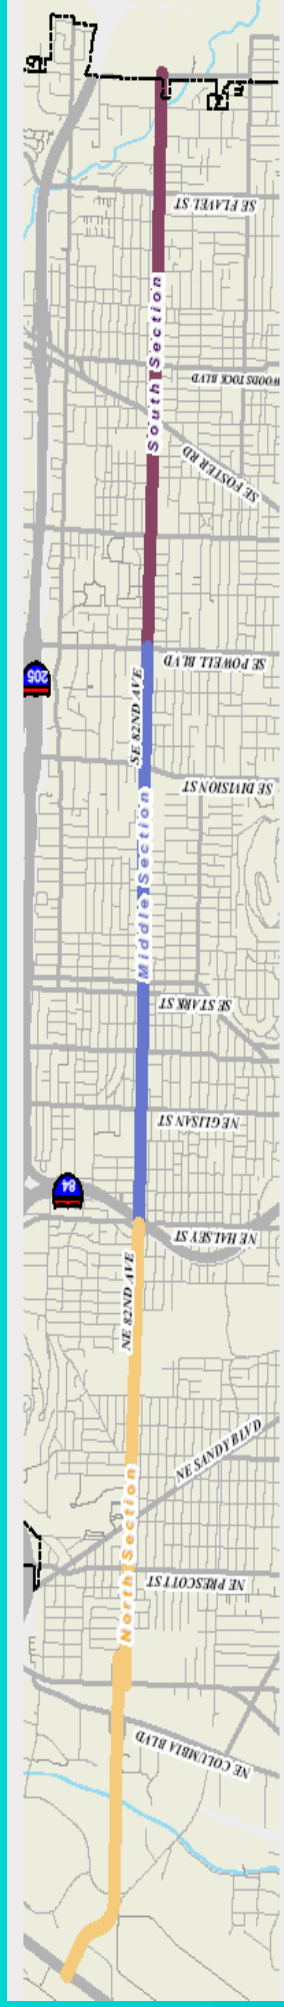 SE FLAVEL ST
South Section
WOODSTOCK BLVD
SE FOSTER RD
SE POWELL BLVD
205
SE 82ND AVE
SE DIVISION ST
Middle Section
SE STARK ST
NE GLISAN ST
84
NE HALSEY ST
NE 82ND AVE
NE SANDY BLVD
North Section
NE PRESCOTT ST
NE COLUMBIA BLVD